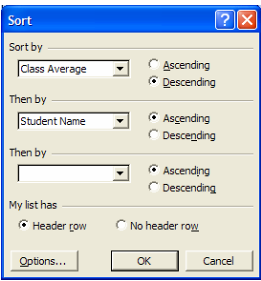 Sort
Sort by
Class Average
Ascending
Descending
Then by
Student Name
Ascending
Descending
Then by
Ascending
Descending
My list has
Header row
No header row
Options...
OK
Cancel